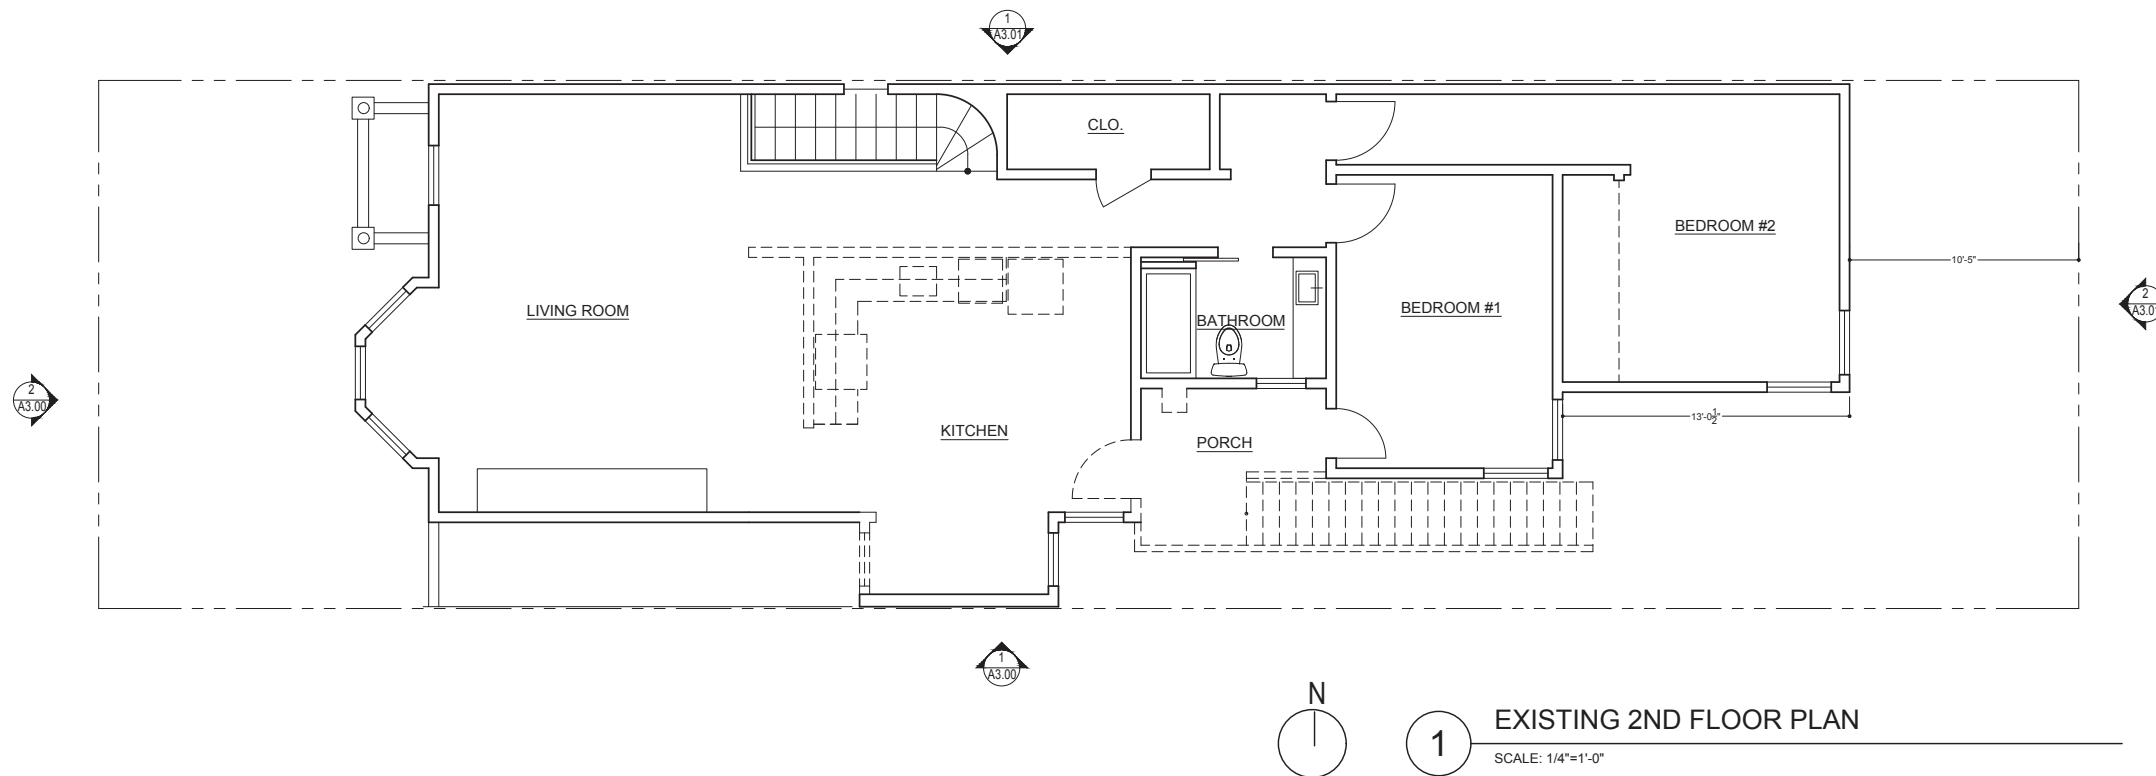 1
A3.01
CLO.
BEDROOM #2
10'-5"
LIVING ROOM
BEDROOM #1
BATHROOM
2
A3.01
2
A3.00
13'-0 1/2"
KITCHEN
PORCH
1
A3.00
N
1
EXISTING 2ND FLOOR PLAN
SCALE: 1/4"=1'-0"